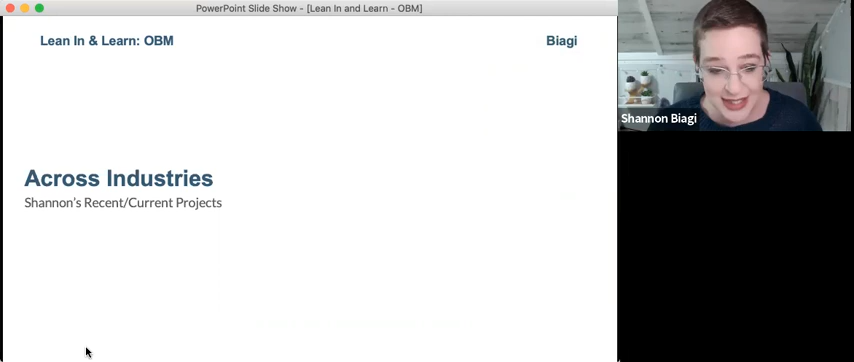 PowerPoint Slide Show - [Lean In and Learn - OBM]
Lean In & Learn: OBM
Biagi
Shannon Biagi
Across Industries
Shannon's Recent/Current Projects